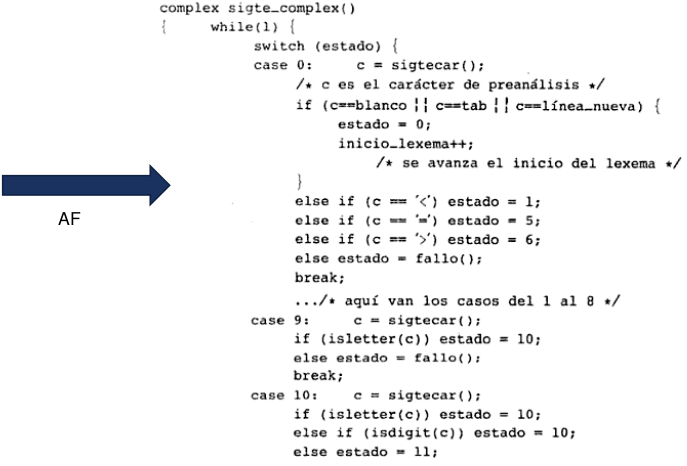 complex sigte_complex()
{ while(1) {
switch (estado) {
case 0: c = sigtecar();
/* c es el carácter de preanálisis */
if (c==blanco || c==tab || c==línea_nueva) {
estado = 0;
inicio_lexema++;
/* se avanza el inicio del lexema */
}
AF
else if (c == '<') estado = 1;
else if (c == '=') estado = 5;
else if (c == '>') estado = 6;
else estado = fallo();
break;
.../* aquí van los casos del 1 al 8 */
case 9: c = sigtecar();
if (isletter(c)) estado = 10;
else estado = fallo();
break;
case 10: c = sigtecar();
if (isletter(c)) estado = 10;
else if (isdigit(c)) estado = 10;
else estado = 11;